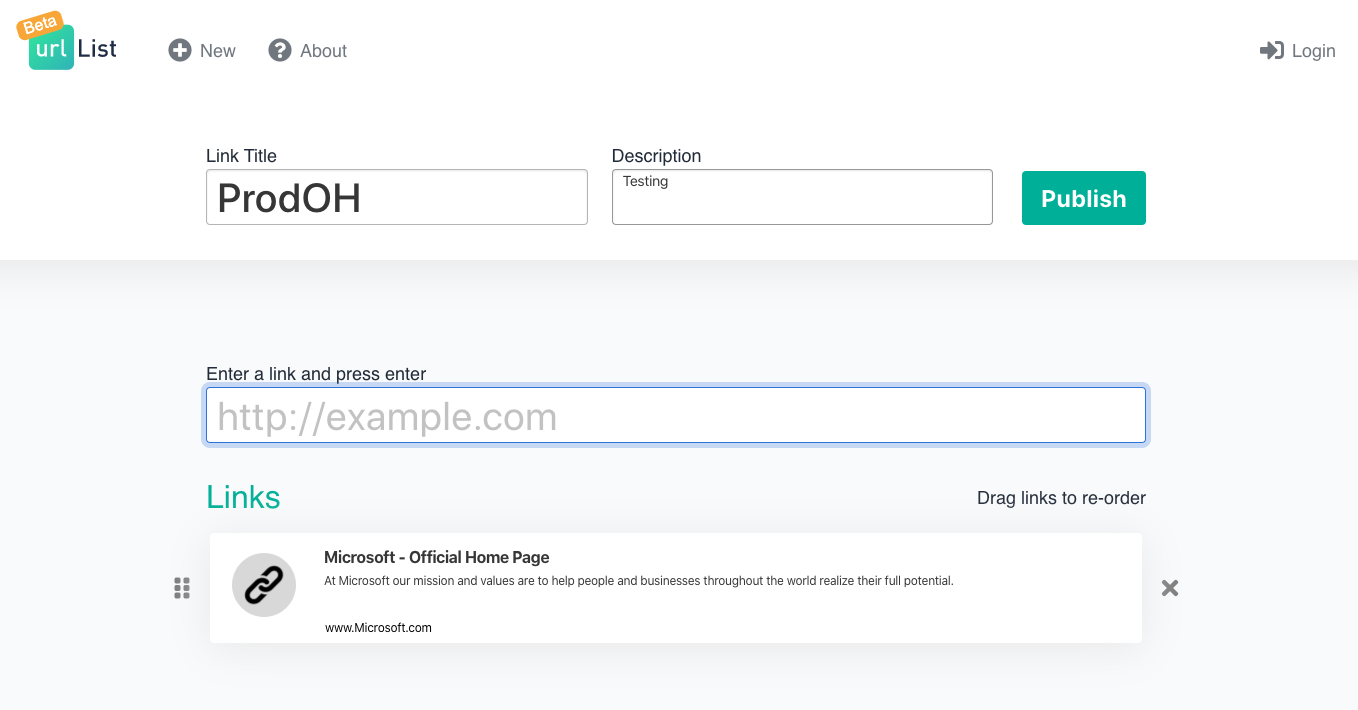 Beta
url List
New
About
Login
Link Title
Description
ProdOH
Testing
Publish
Enter a link and press enter
http://example.com
Links
Drag links to re-order
Microsoft - Official Home Page
At Microsoft our mission and values are to help people and businesses throughout the world realize their full potential.
www.Microsoft.com